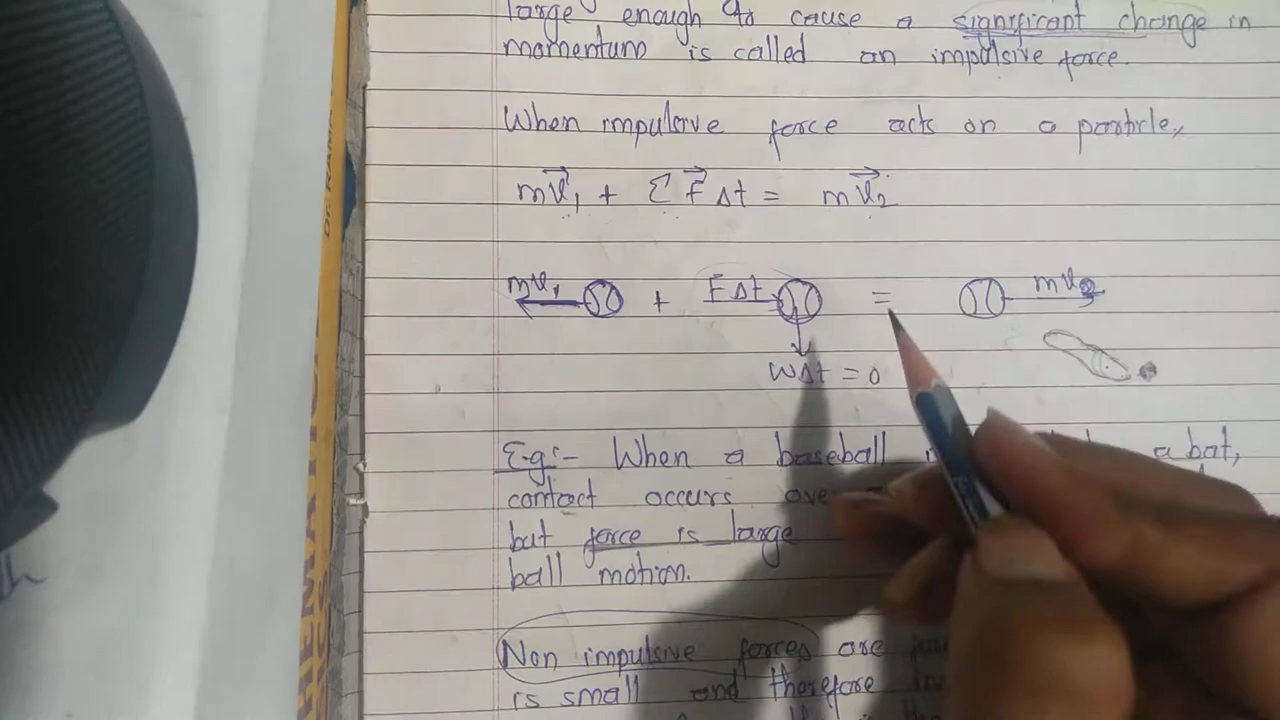 large enough to cause a significant change in
momentum is called an impulsive force.
When impulsive force acts on a particle,
mv⃗₁ + Σ F⃗ Δt = mv⃗₂
mv₁ + FΔt = mv₂
WΔt = 0
E.g:- When a baseball a bat,
contact occurs over
but force is large
ball motion.
Non impulsive forces are
is small and therefore